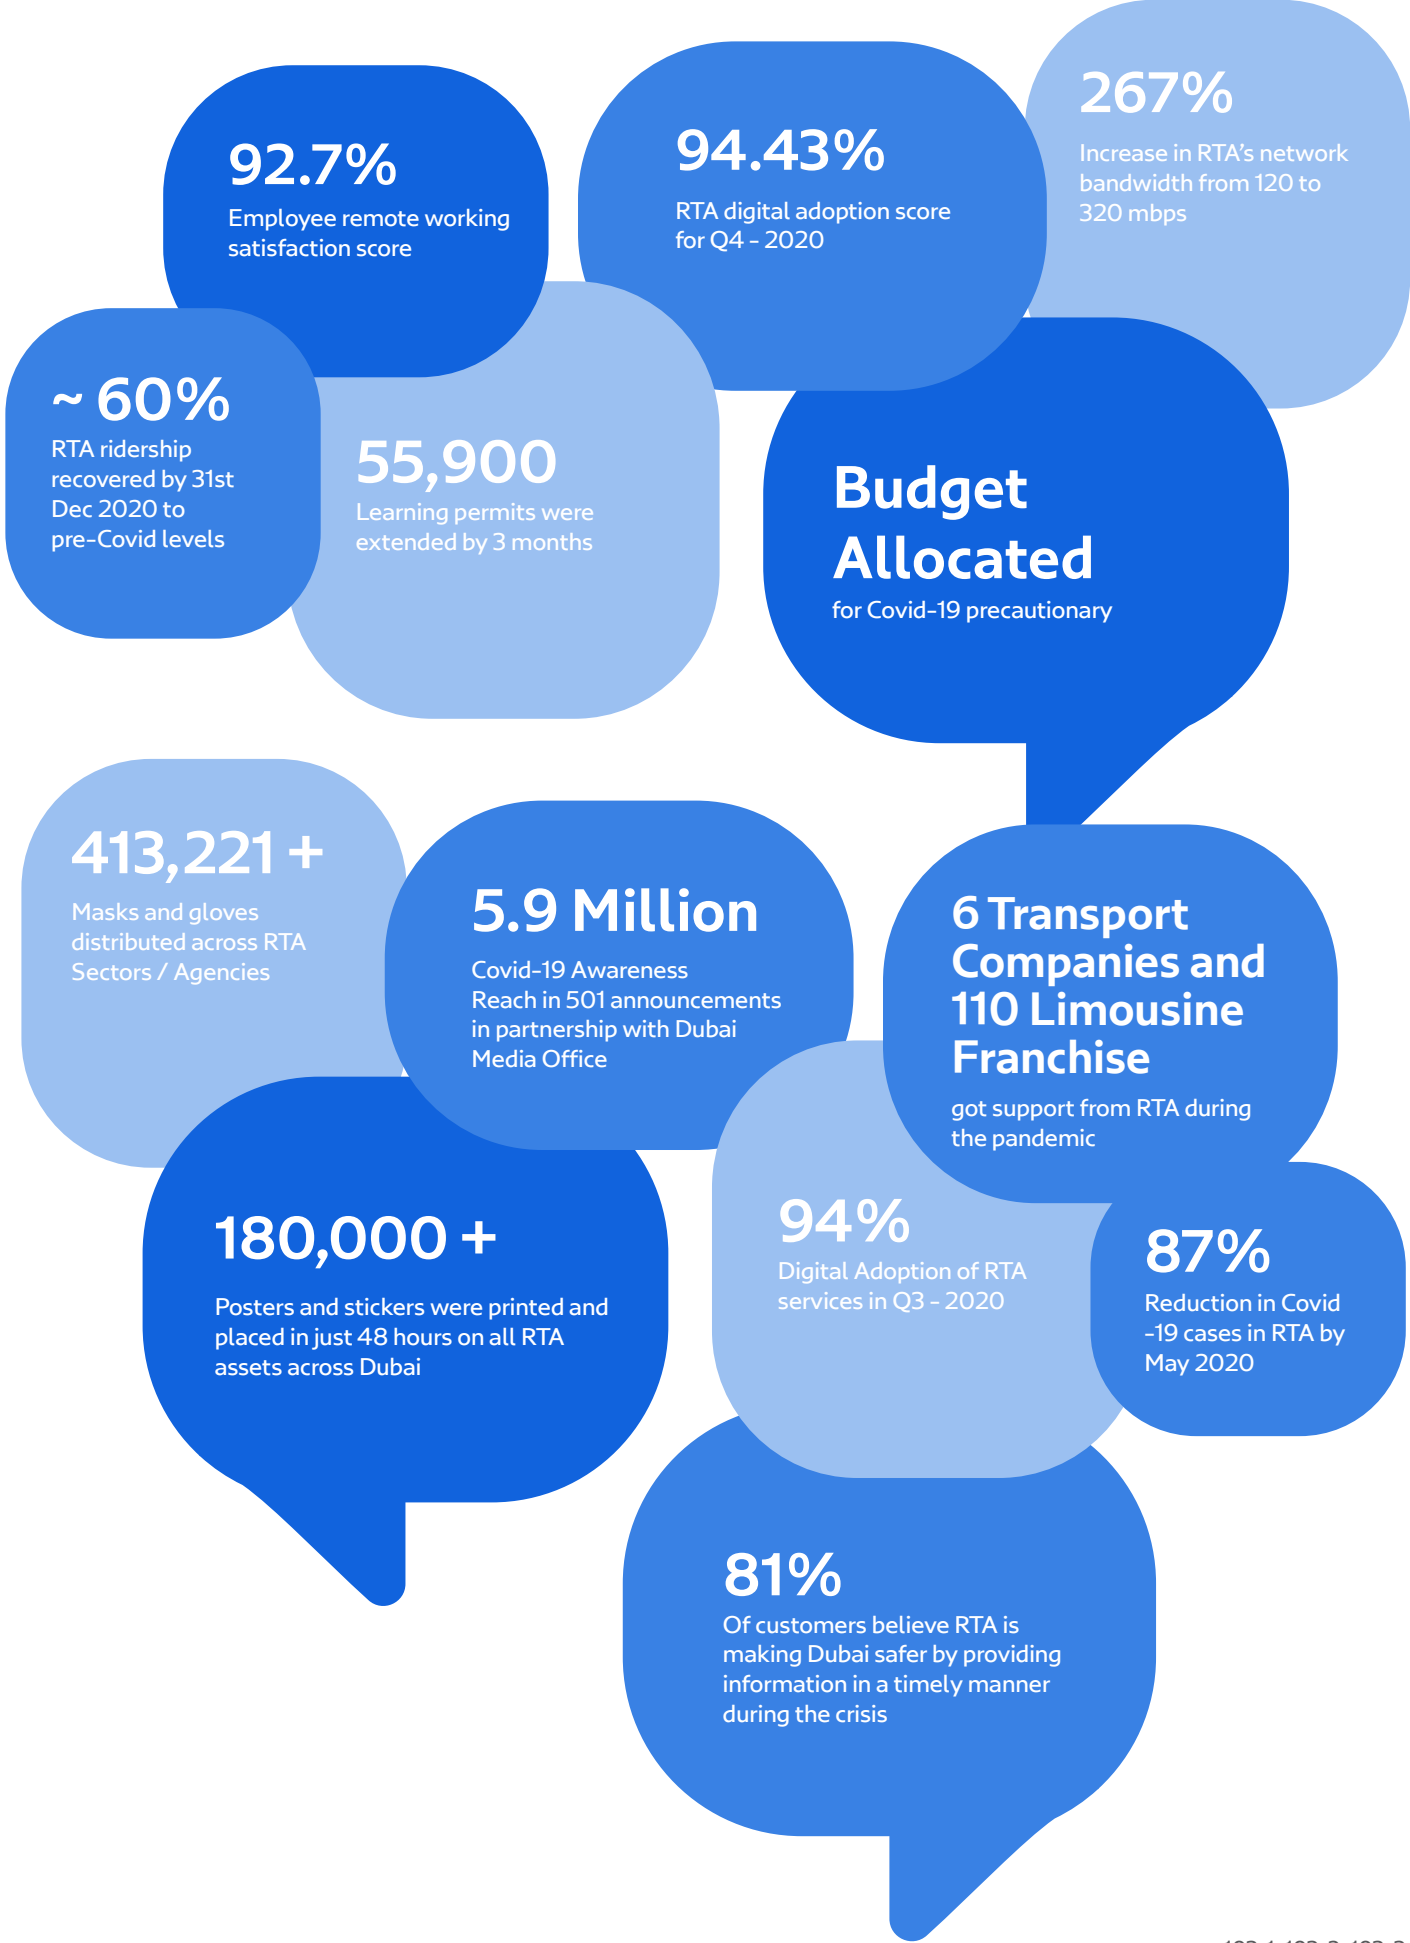 92.7%
Employee remote working
satisfaction score
94.43%
RTA digital adoption score
for Q4 - 2020
267%
Increase in RTA's network
bandwidth from 120 to
320 mbps
~ 60%
RTA ridership
recovered by 31st
Dec 2020 to
pre-Covid levels
55,900
Learning permits were
extended by 3 months
Budget
Allocated
for Covid-19 precautionary
413,221 +
Masks and gloves
distributed across RTA
Sectors / Agencies
5.9 Million
Covid-19 Awareness
Reach in 501 announcements
in partnership with Dubai
Media Office
6 Transport
Companies and
110 Limousine
Franchise
got support from RTA during
the pandemic
180,000 +
Posters and stickers were printed and
placed in just 48 hours on all RTA
assets across Dubai
94%
Digital Adoption of RTA
services in Q3 - 2020
87%
Reduction in Covid
-19 cases in RTA by
May 2020
81%
Of customers believe RTA is
making Dubai safer by providing
information in a timely manner
during the crisis